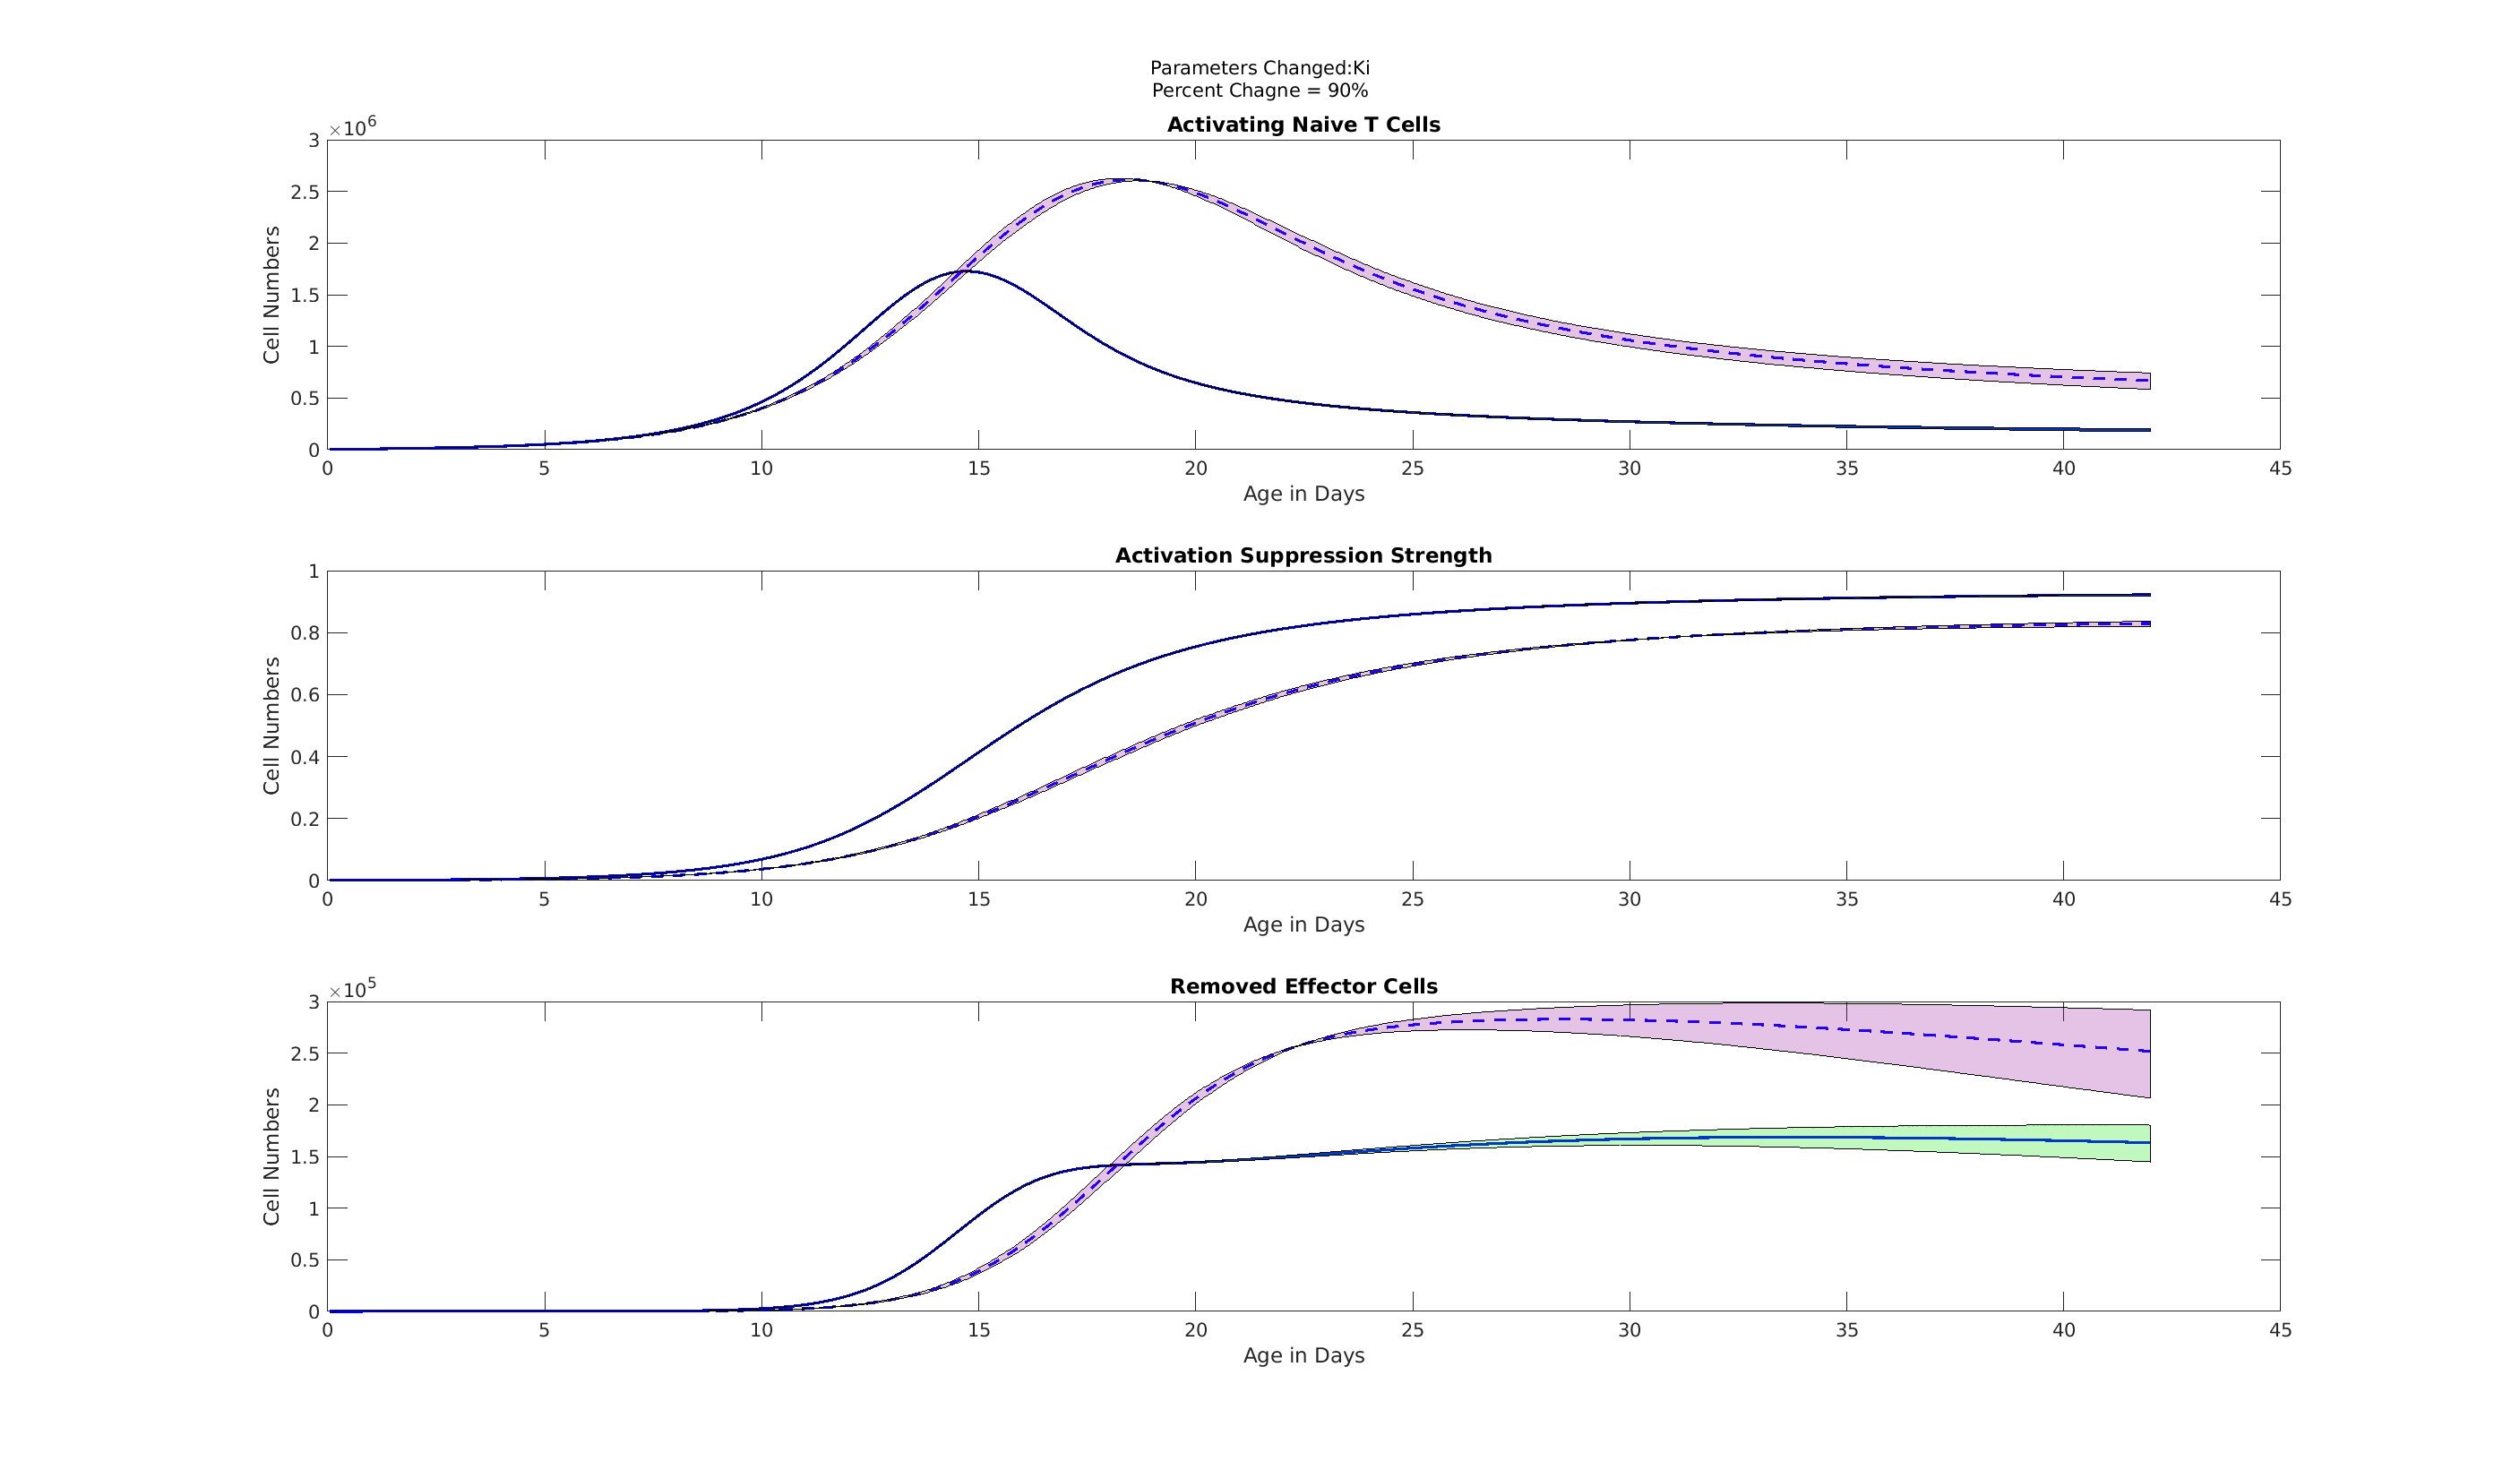 Parameters Changed:Ki
Percent Chagne = 90%
Activating Naive T Cells
×10^6
3
2.5
2
1.5
1
0.5
0
Cell Numbers
0 5 10 15 20 25 30 35 40 45
Age in Days
Activation Suppression Strength
1
0.8
0.6
0.4
0.2
0
Cell Numbers
0 5 10 15 20 25 30 35 40 45
Age in Days
Removed Effector Cells
×10^5
3
2.5
2
1.5
1
0.5
0
Cell Numbers
0 5 10 15 20 25 30 35 40 45
Age in Days